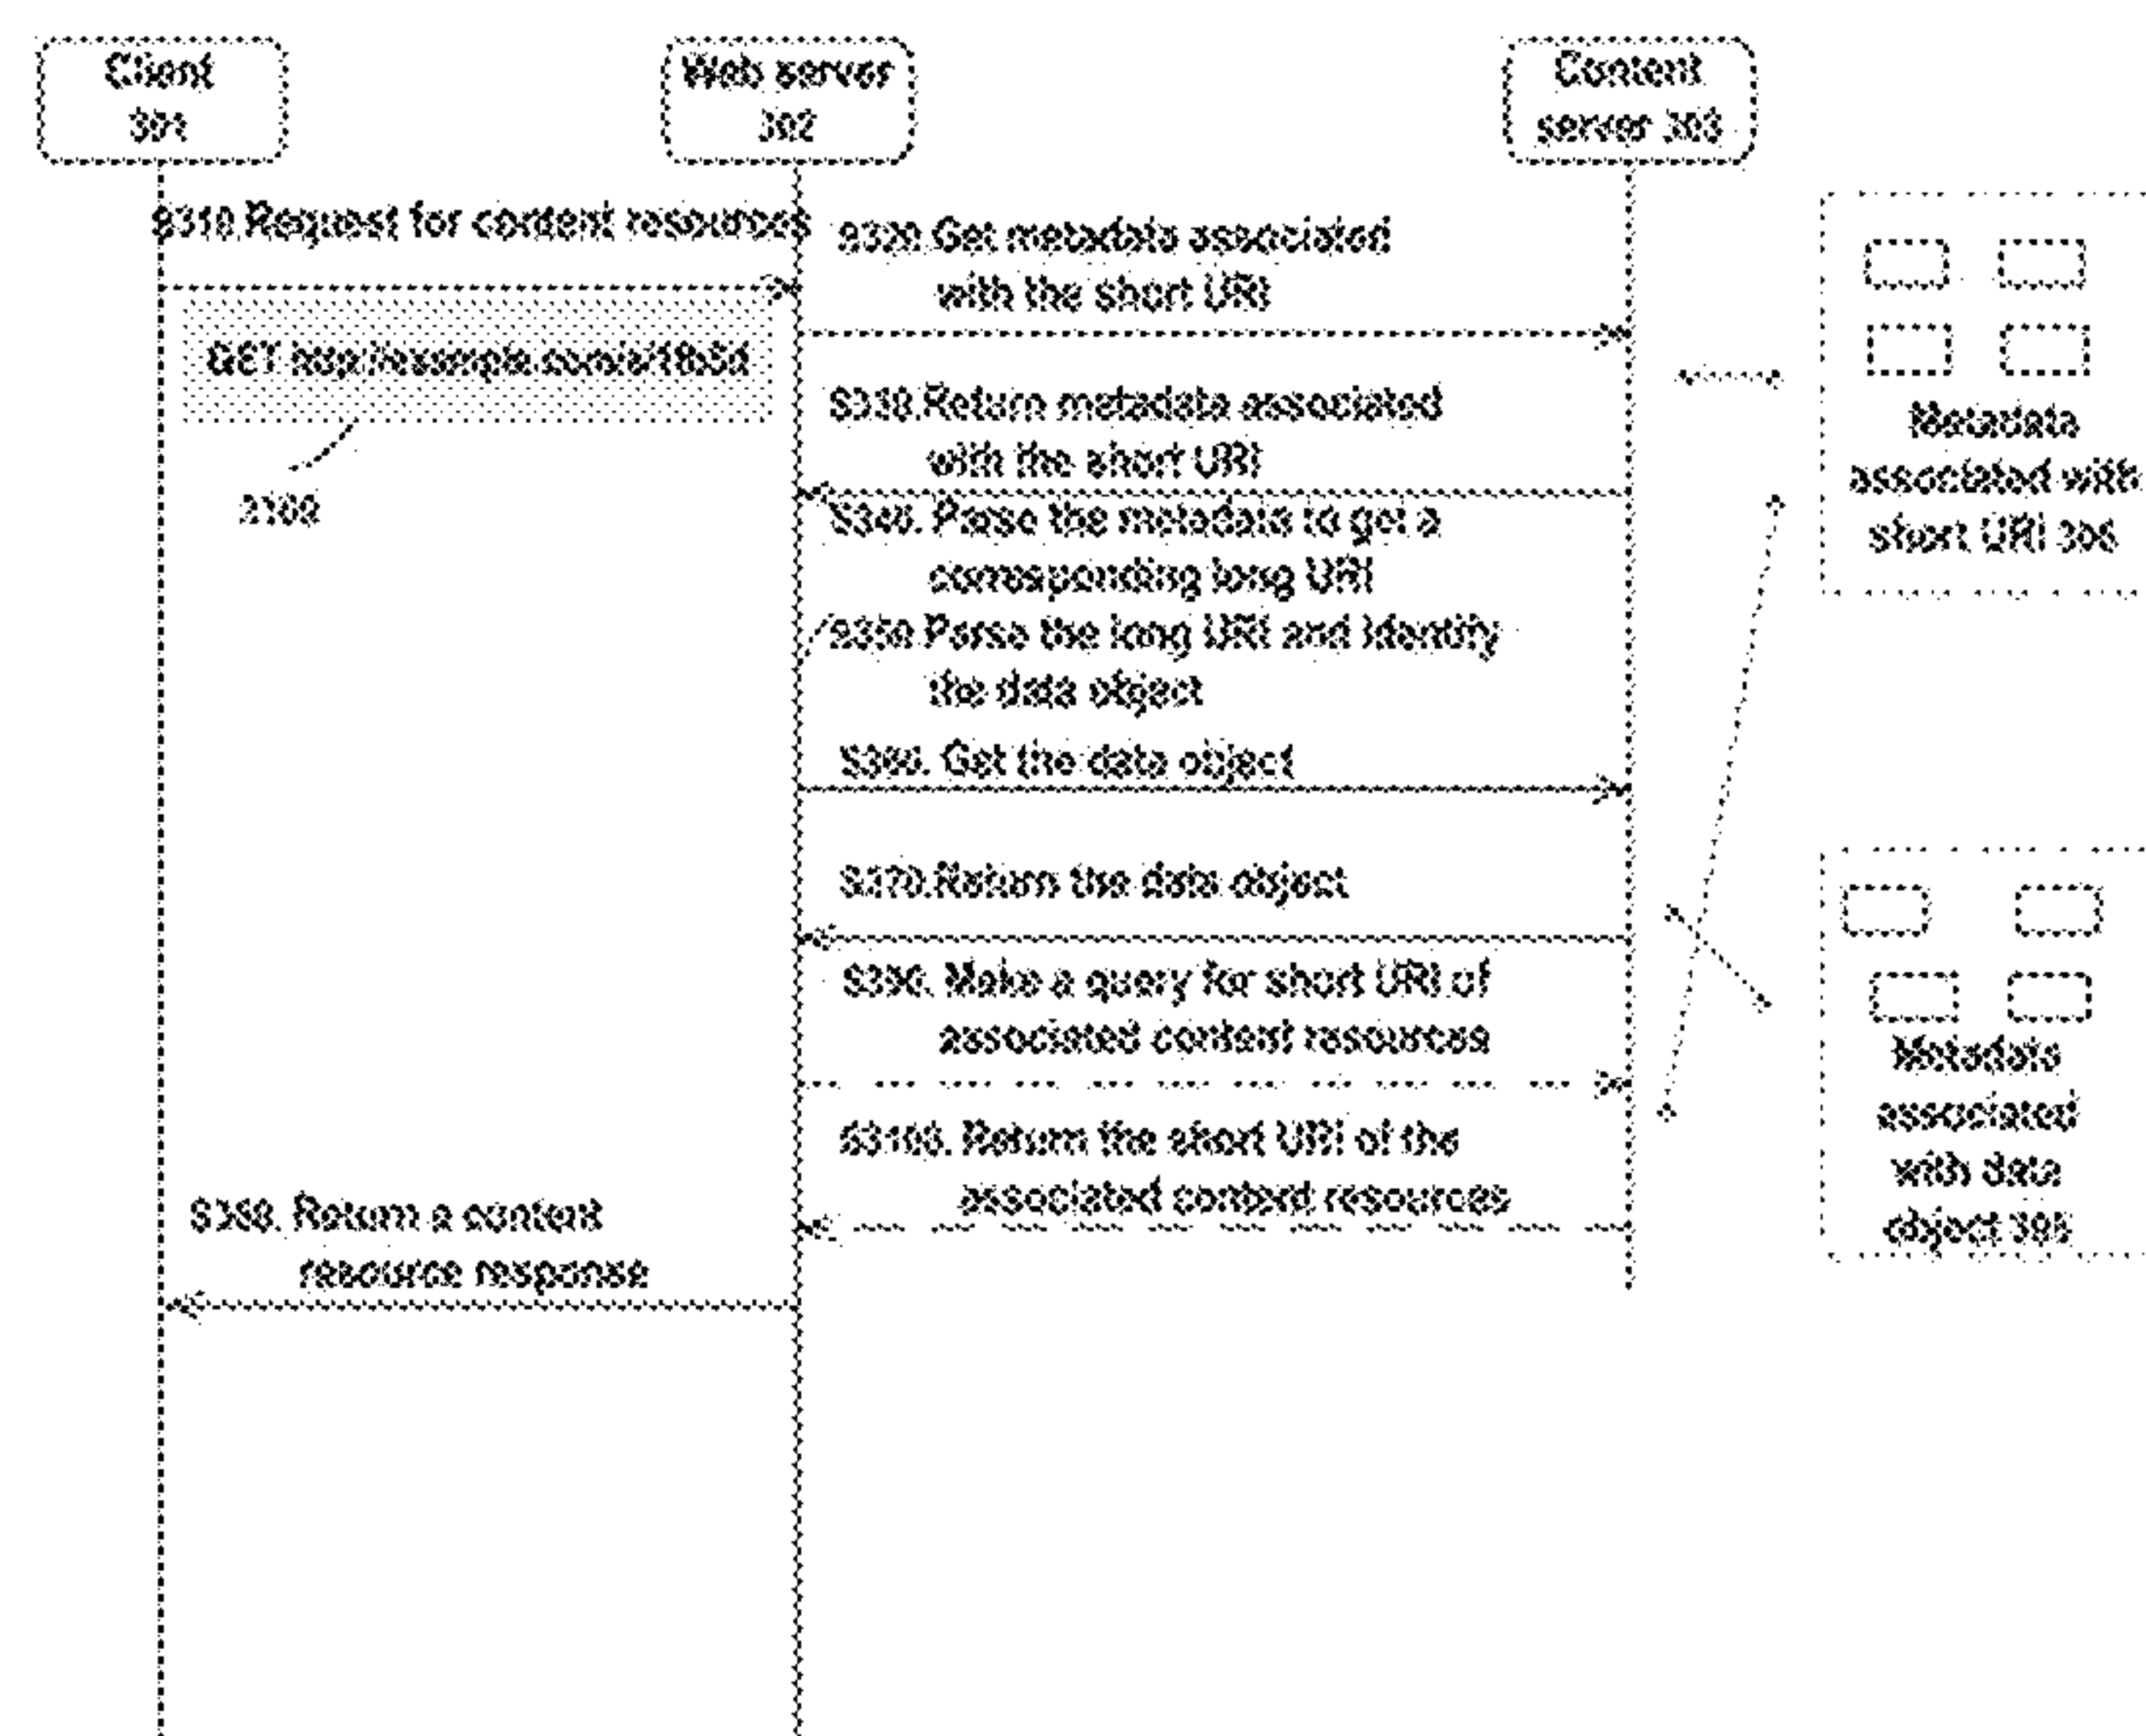 Client
301
Web server
302
Content
server 303
S310.Request for content resources
S320.Get metadata associated
with the short URI
GET
S330.Return metadata associated
with the short URI
Metadata
associated with
short URI
S340. Parse the metadata to get a
corresponding long URI
S350.Parse the long URI and identify
the data object
S360. Get the data object
S370.Return the data object
S390. Make a query for short URI of
associated content resources
Metadata
associated
with data
object
S3100. Return the short URI of the
associated content resources
S380. Return a content
resource response